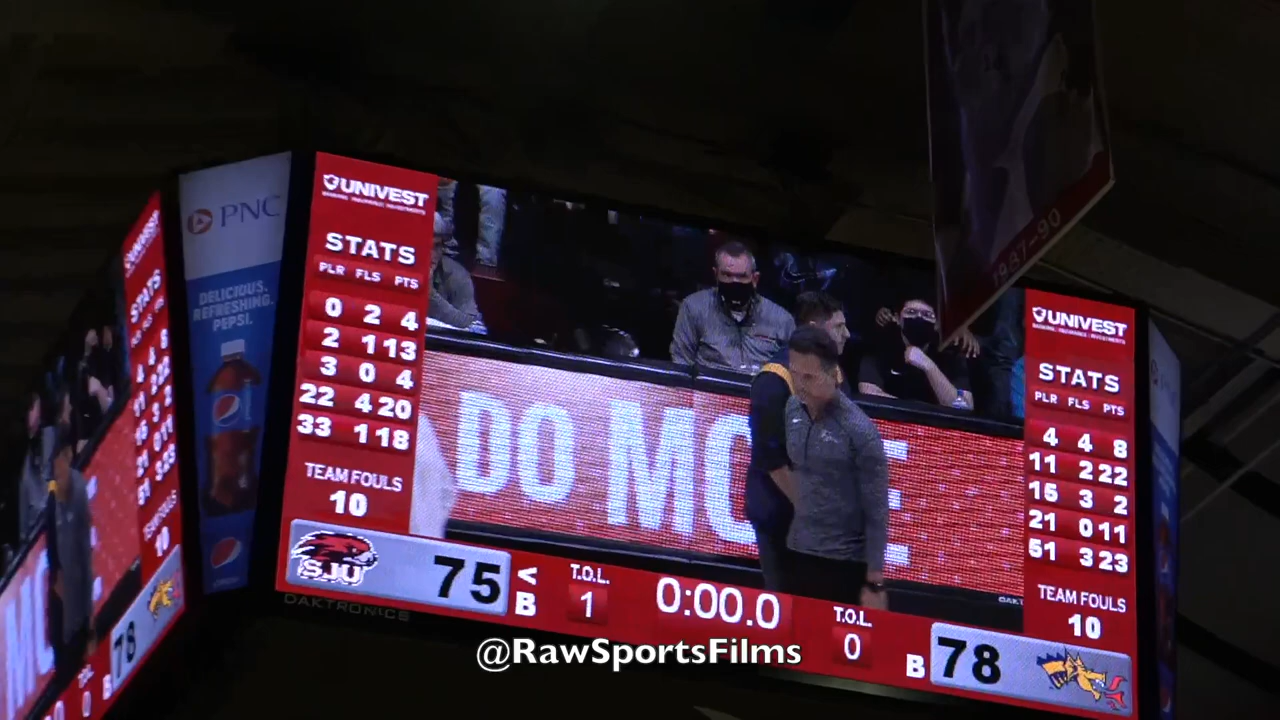 PNC
DELICIOUS.
REFRESHING.
PEPSI.
UNIVEST
STATS
PLR FLS PTS
0 2 4
2 1 13
3 0 4
22 4 20
33 1 18
TEAM FOULS
10
SJU
75
<
B
T.O.L.
1
0:00.0
T.O.L.
0
B
78
DAKTRONICS
DO MO E
1987-90
UNIVEST
STATS
PLR FLS PTS
4 4 8
11 2 22
15 3 2
21 0 11
51 3 23
TEAM FOULS
10
78
@RawSportsFilms